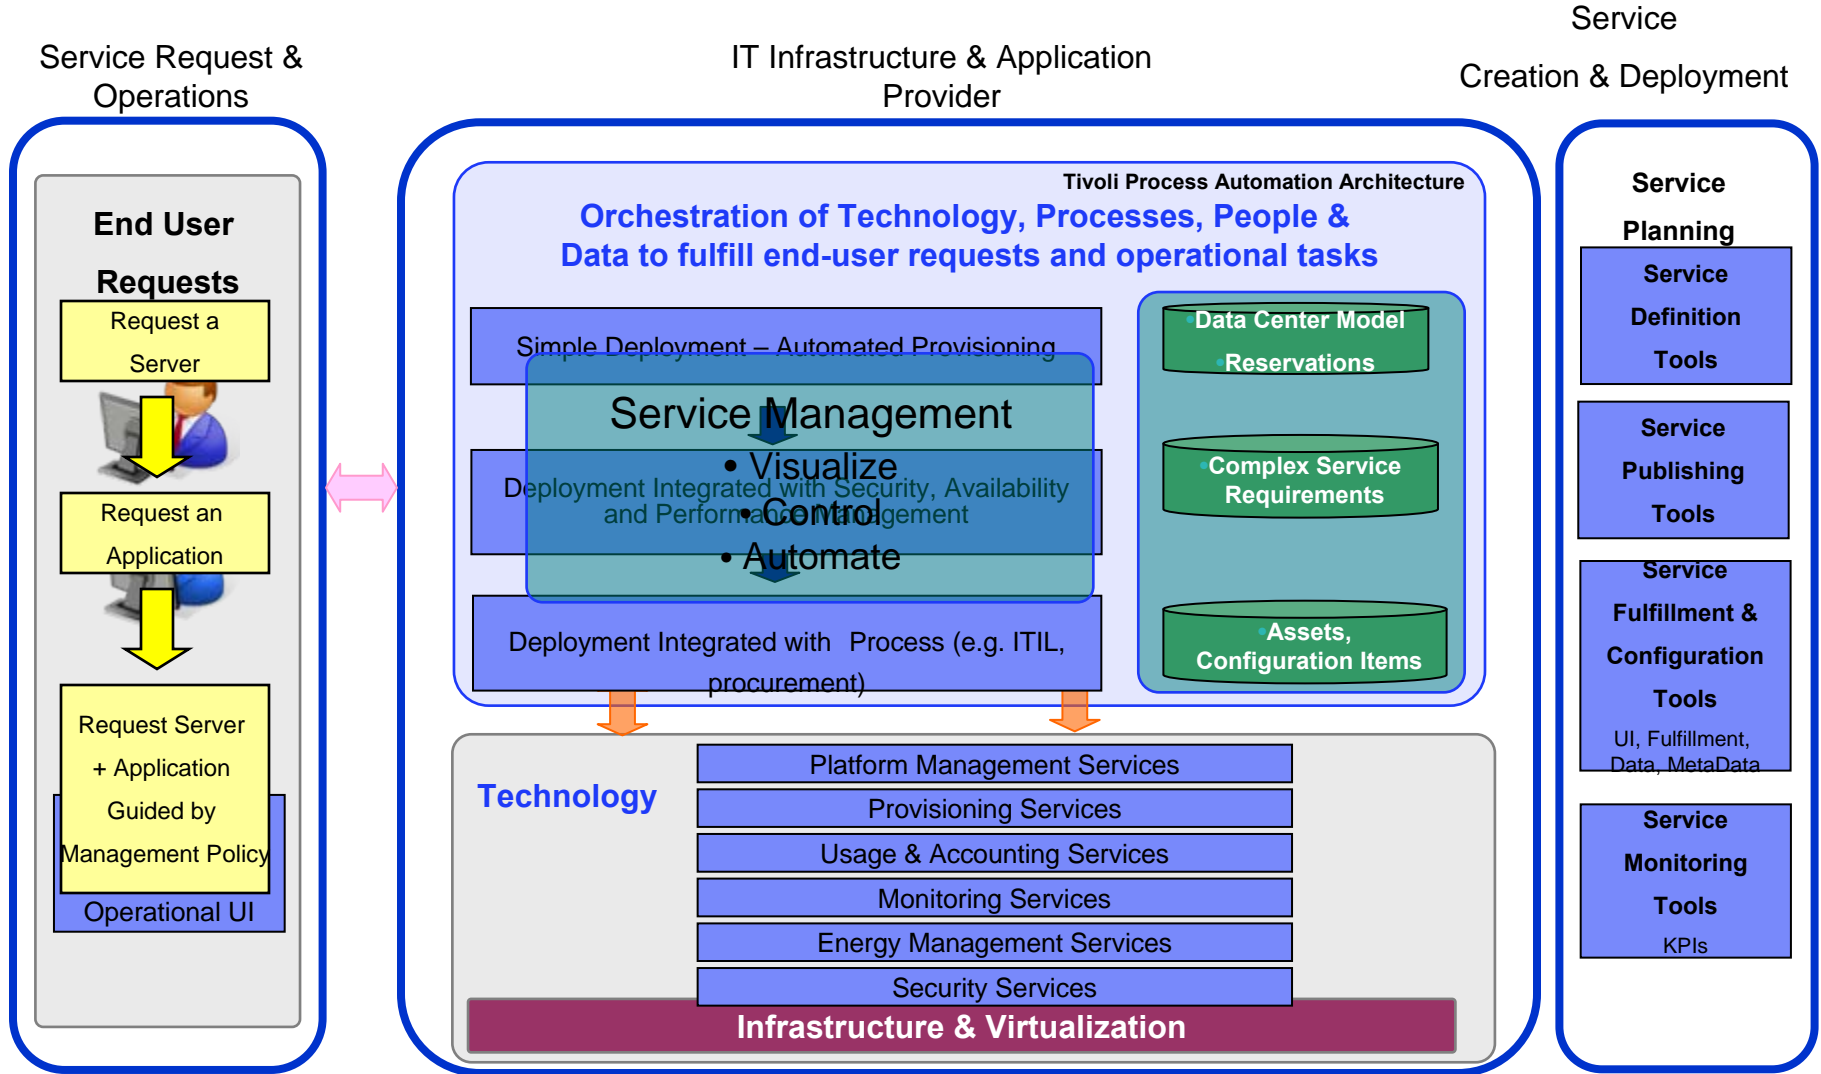 Service Request &
Operations
IT Infrastructure & Application
Provider
Service
Creation & Deployment
End User
Requests
Request a
Server
Request an
Application
Request Server
+ Application
Guided by
Management Policy
Operational UI
Tivoli Process Automation Architecture
Orchestration of Technology, Processes, People &
Data to fulfill end-user requests and operational tasks
Simple Deployment – Automated Provisioning
Service Management
• Visualize
• Control
• Automate
Deployment Integrated with Security, Availability
and Performance Management
Deployment Integrated with Process (e.g. ITIL,
procurement)
•Data Center Model
•Reservations
•Complex Service
Requirements
•Assets,
Configuration Items
Technology
Platform Management Services
Provisioning Services
Usage & Accounting Services
Monitoring Services
Energy Management Services
Security Services
Infrastructure & Virtualization
Service
Planning
Service
Definition
Tools
Service
Publishing
Tools
Service
Fulfillment &
Configuration
Tools
UI, Fulfillment,
Data, MetaData
Service
Monitoring
Tools
KPIs